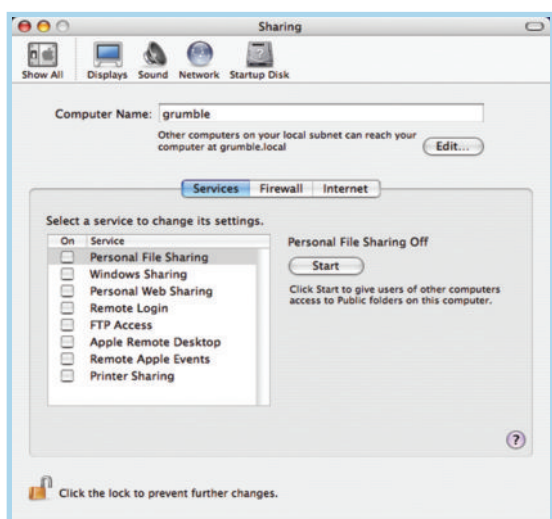 Sharing
Show All Displays Sound Network Startup Disk
Computer Name: grumble
Other computers on your local subnet can reach your
computer at grumble.local
Edit...
Services Firewall Internet
Select a service to change its settings.
On Service
Personal File Sharing
Windows Sharing
Personal Web Sharing
Remote Login
FTP Access
Apple Remote Desktop
Remote Apple Events
Printer Sharing
Personal File Sharing Off
Start
Click Start to give users of other computers
access to Public folders on this computer.
?
Click the lock to prevent further changes.